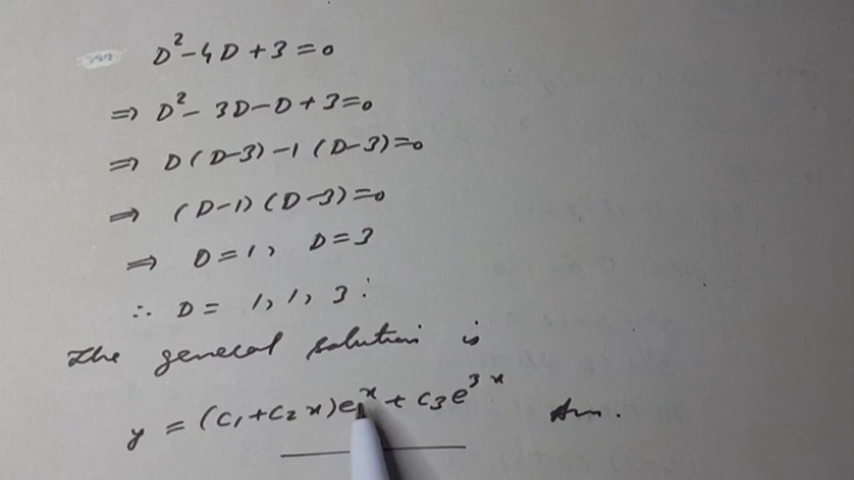 D² - 4D + 3 = 0
⇒ D² - 3D - D + 3 = 0
⇒ D(D-3) - 1(D-3) = 0
⇒ (D-1)(D-3) = 0
⇒ D = 1, D = 3
∴ D = 1, 1, 3 :
The general solution is
y = (c₁ + c₂x)eˣ + c₃e³ˣ Ans.